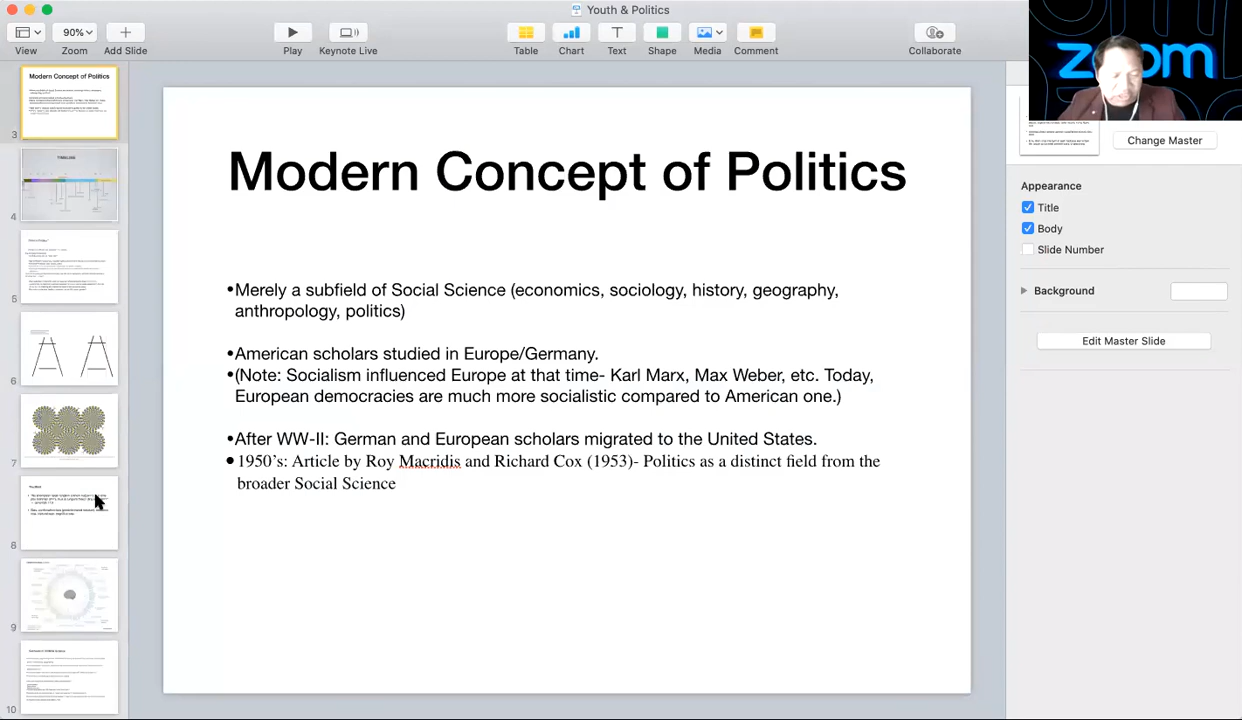 Youth & Politics
90%
View
Zoom
Add Slide
Play
Keynote Live
Table
Chart
Text
Shape
Media
Comment
Collaborate
zoom
Modern Concept of Politics
3
TIMELINE
4
5
6
7
8
9
10
Modern Concept of Politics
•Merely a subfield of Social Science (economics, sociology, history, geography,
anthropology, politics)
•American scholars studied in Europe/Germany.
•(Note: Socialism influenced Europe at that time- Karl Marx, Max Weber, etc. Today,
European democracies are much more socialistic compared to American one.)
•After WW-II: German and European scholars migrated to the United States.
•1950's: Article by Roy Macridis and Richard Cox (1953)- Politics as a distinct field from the
broader Social Science
Change Master
Appearance
Title
Body
Slide Number
Background
Edit Master Slide